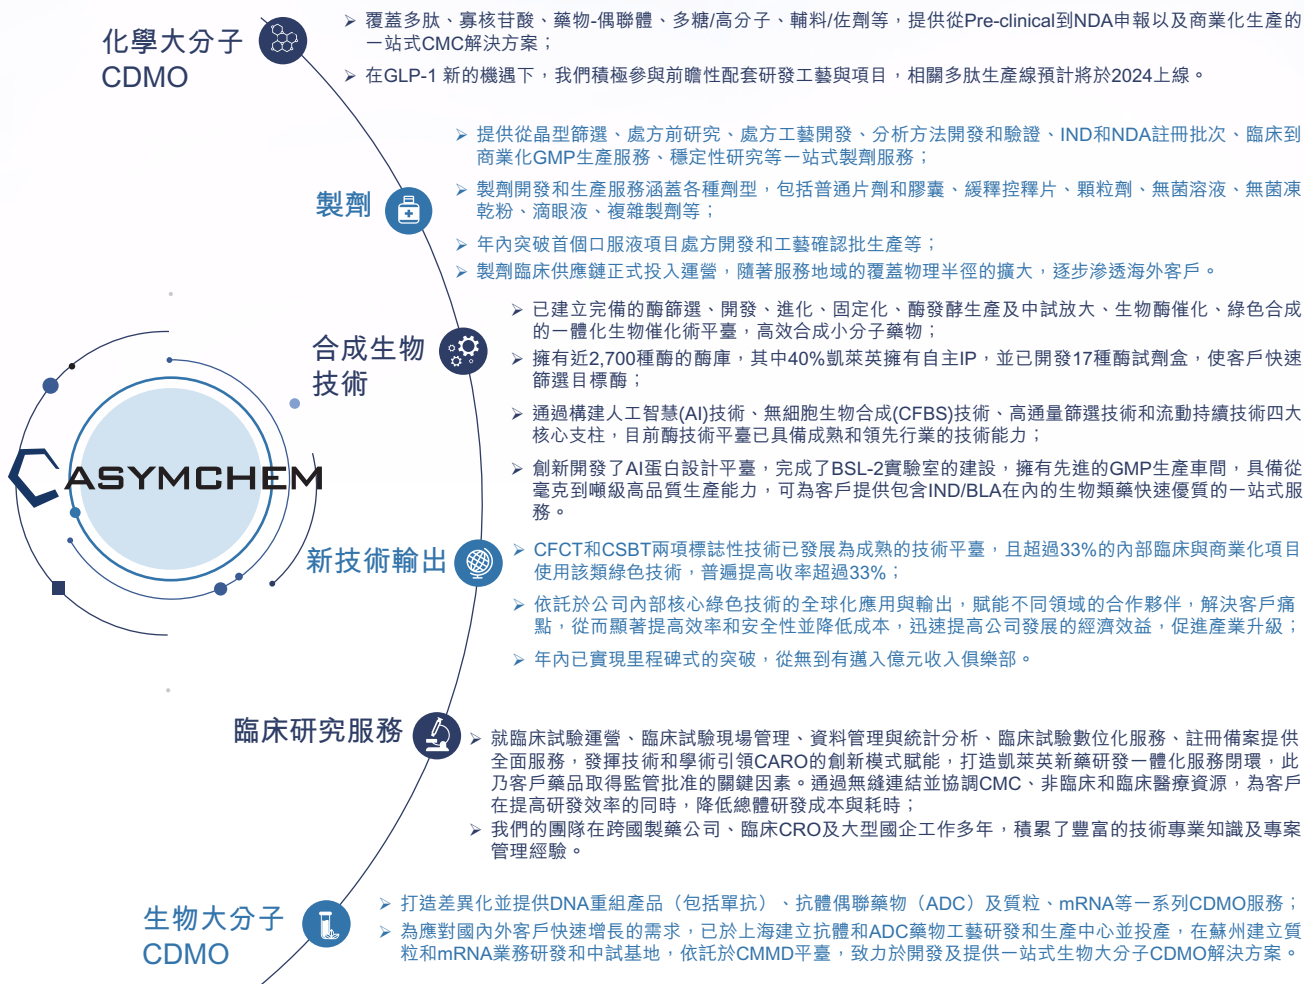 化學大分子
CDMO
➢ 覆蓋多肽、寡核苷酸、藥物-偶聯體、多糖/高分子、輔料/佐劑等，提供從Pre-clinical到NDA申報以及商業化生產的
一站式CMC解決方案；
➢ 在GLP-1 新的機遇下，我們積極參與前瞻性配套研發工藝與項目，相關多肽生產線預計將於2024上線。
製劑
➢ 提供從晶型篩選、處方前研究、處方工藝開發、分析方法開發和驗證、IND和NDA註冊批次、臨床到
商業化GMP生產服務、穩定性研究等一站式製劑服務；
➢ 製劑開發和生產服務涵蓋各種劑型，包括普通片劑和膠囊、緩釋控釋片、顆粒劑、無菌溶液、無菌凍
乾粉、滴眼液、複雜製劑等；
➢ 年內突破首個口服液項目處方開發和工藝確認批生產等；
➢ 製劑臨床供應鏈正式投入運營，隨著服務地域的覆蓋物理半徑的擴大，逐步滲透海外客戶。
合成生物
技術
➢ 已建立完備的酶篩選、開發、進化、固定化、酶發酵生產及中試放大、生物酶催化、綠色合成
的一體化生物催化術平臺，高效合成小分子藥物；
➢ 擁有近2,700種酶的酶庫，其中40%凱萊英擁有自主IP，並已開發17種酶試劑盒，使客戶快速
篩選目標酶；
➢ 通過構建人工智慧(AI)技術、無細胞生物合成(CFBS)技術、高通量篩選技術和流動持續技術四大
核心支柱，目前酶技術平臺已具備成熟和領先行業的技術能力；
➢ 創新開發了AI蛋白設計平臺，完成了BSL-2實驗室的建設，擁有先進的GMP生產車間，具備從
毫克到噸級高品質生產能力，可為客戶提供包含IND/BLA在內的生物類藥快速優質的一站式服
務。
ASYMCHEM
新技術輸出
➢ CFCT和CSBT兩項標誌性技術已發展為成熟的技術平臺，且超過33%的內部臨床與商業化項目
使用該類綠色技術，普遍提高收率超過33%；
➢ 依託於公司內部核心綠色技術的全球化應用與輸出，賦能不同領域的合作夥伴，解決客戶痛
點，從而顯著提高效率和安全性並降低成本，迅速提高公司發展的經濟效益，促進產業升級；
➢ 年內已實現里程碑式的突破，從無到有邁入億元收入俱樂部。
臨床研究服務
➢ 就臨床試驗運營、臨床試驗現場管理、資料管理與統計分析、臨床試驗數位化服務、註冊備案提供
全面服務，發揮技術和學術引領CARO的創新模式賦能，打造凱萊英新藥研發一體化服務閉環，此
乃客戶藥品取得監管批准的關鍵因素。通過無縫連結並協調CMC、非臨床和臨床醫療資源，為客戶
在提高研發效率的同時，降低總體研發成本與耗時；
➢ 我們的團隊在跨國製藥公司、臨床CRO及大型國企工作多年，積累了豐富的技術專業知識及專案
管理經驗。
生物大分子
CDMO
➢ 打造差異化並提供DNA重組產品（包括單抗）、抗體偶聯藥物（ADC）及質粒、mRNA等一系列CDMO服務；
➢ 為應對國內外客戶快速增長的需求，已於上海建立抗體和ADC藥物工藝研發和生產中心並投產，在蘇州建立質
粒和mRNA業務研發和中試基地，依託於CMMD平臺，致力於開發及提供一站式生物大分子CDMO解決方案。